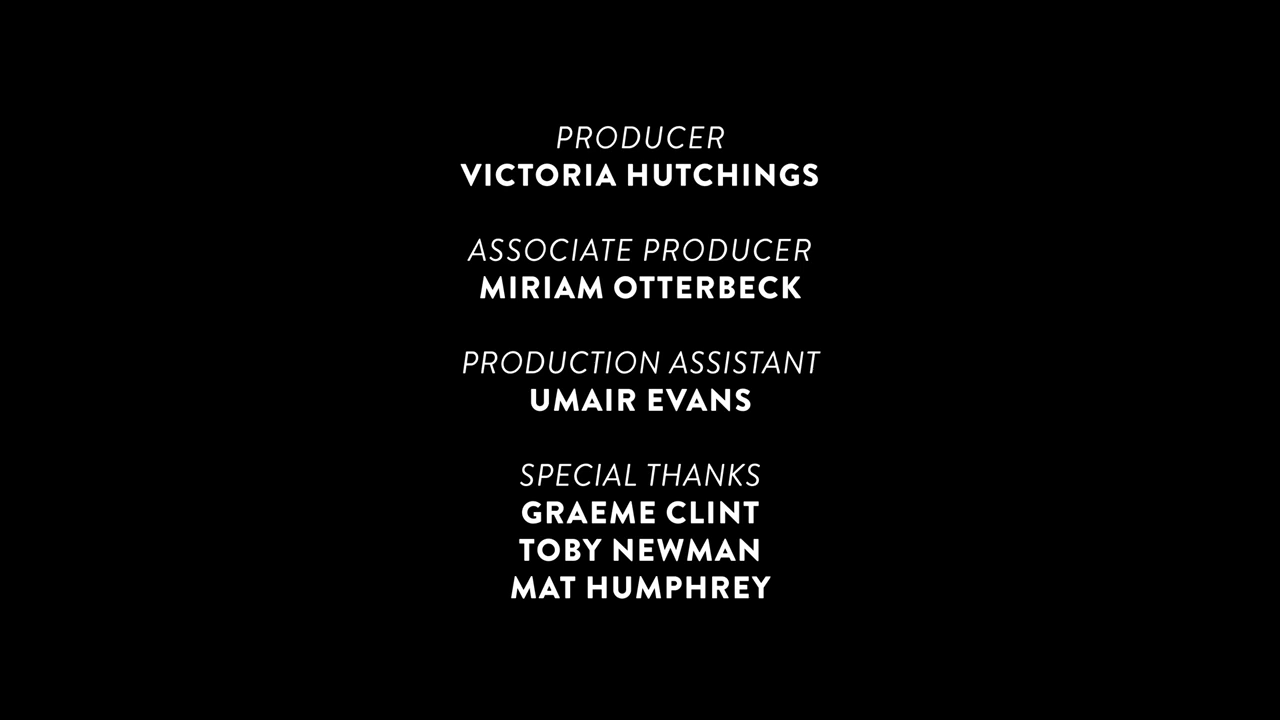 PRODUCER
VICTORIA HUTCHINGS
ASSOCIATE PRODUCER
MIRIAM OTTERBECK
PRODUCTION ASSISTANT
UMAIR EVANS
SPECIAL THANKS
GRAEME CLINT
TOBY NEWMAN
MAT HUMPHREY